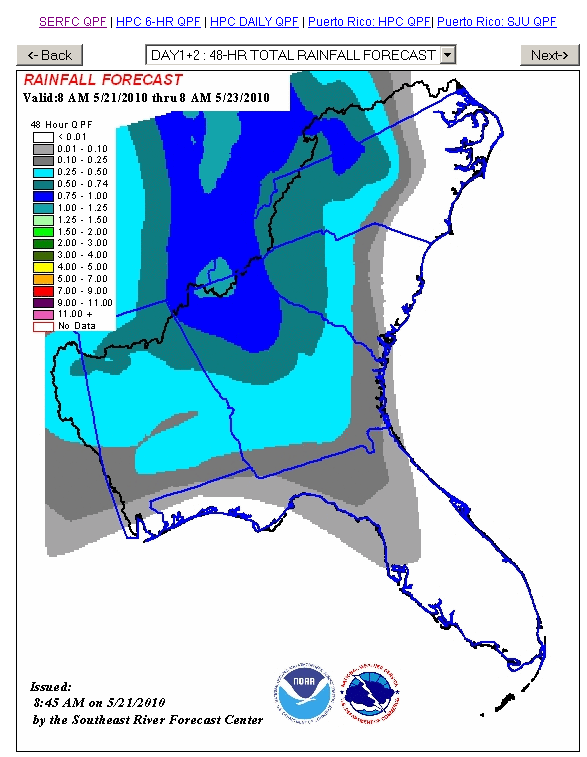 SERFC QPF | HPC 6-HR QPF | HPC DAILY QPF | Puerto Rico: HPC QPF| Puerto Rico: SJU QPF
<- Back
DAY1+2 : 48-HR TOTAL RAINFALL FORECAST
Next->
RAINFALL FORECAST
Valid:8 AM 5/21/2010 thru 8 AM 5/23/2010
48 Hour QPF
< 0.01
0.01 - 0.10
0.10 - 0.25
0.25 - 0.50
0.50 - 0.74
0.75 - 1.00
1.00 - 1.25
1.25 - 1.50
1.50 - 2.00
2.00 - 3.00
3.00 - 4.00
4.00 - 5.00
5.00 - 7.00
7.00 - 9.00
9.00 - 11.00
11.00 +
No Data
Issued:
8:45 AM on 5/21/2010
by the Southeast River Forecast Center
NOAA
NATIONAL WEATHER SERVICE